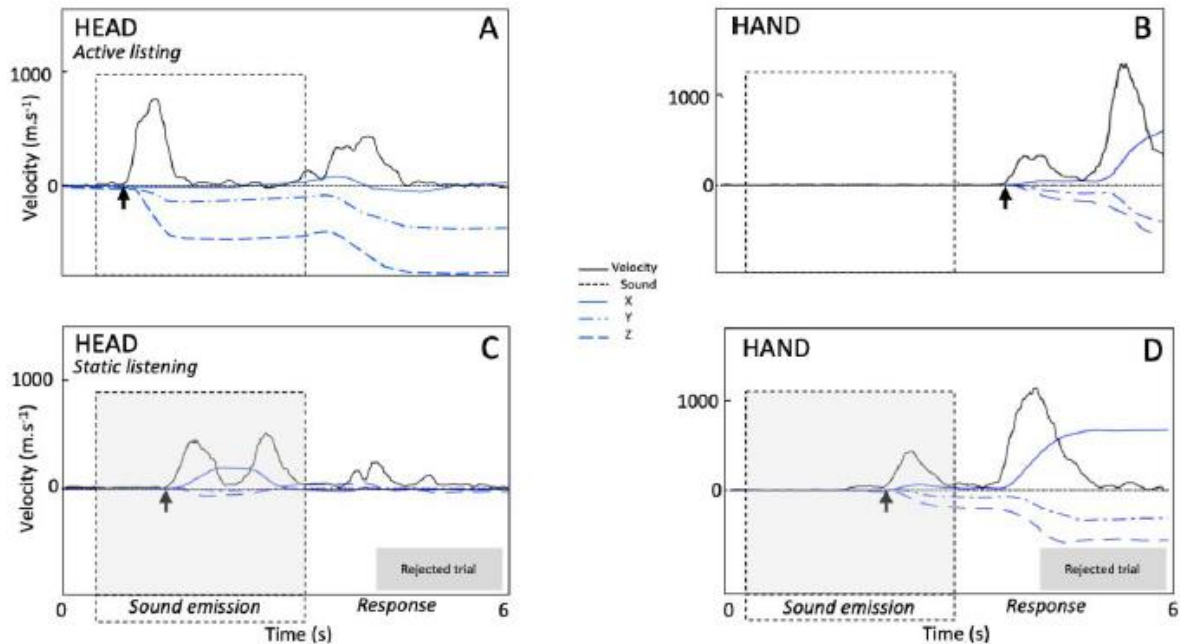 HEAD
A
Active listing
1000
0
Velocity (m.s⁻¹)
HAND
B
1000
0
Velocity
Sound
X
Y
Z
HEAD
C
Static listening
1000
0
Velocity (m.s⁻¹)
Rejected trial
0
Sound emission
Response
6
Time (s)
HAND
D
1000
0
Rejected trial
0
Sound emission
Response
6
Time (s)